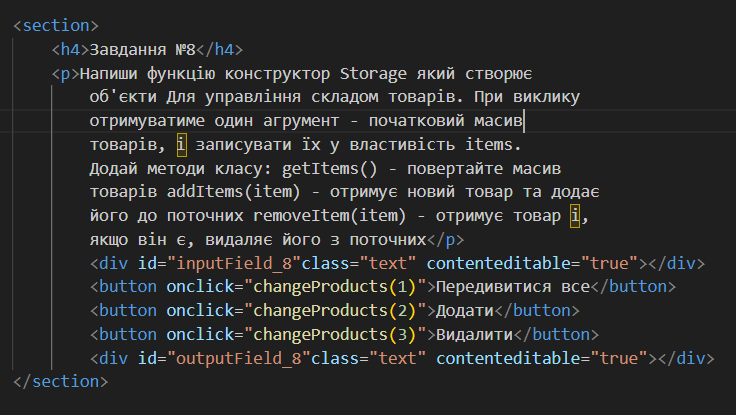 <section>
<h4>Завдання №8</h4>
<p>Напиши функцію конструктор Storage який створює
об'єкти Для управління складом товарів. При виклику
отримуватиме один агрумент - початковий масив
товарів, і записувати їх у властивість items.
Додай методи класу: getItems() - повертайте масив
товарів addItems(item) - отримує новий товар та додає
його до поточних removeItem(item) - отримує товар і,
якщо він є, видаляє його з поточних</p>
<div id="inputField_8"class="text" contenteditable="true"></div>
<button onclick="changeProducts(1)">Передивитися все</button>
<button onclick="changeProducts(2)">Додати</button>
<button onclick="changeProducts(3)">Видалити</button>
<div id="outputField_8"class="text" contenteditable="true"></div>
</section>